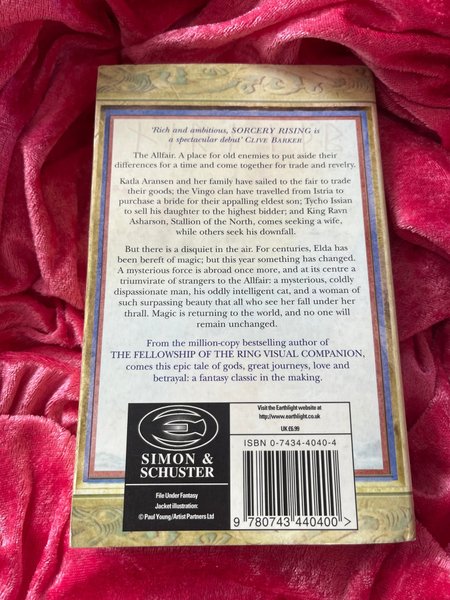 'Rich and ambitious, SORCERY RISING is
a spectacular debut' CLIVE BARKER
The Allfair. A place for old enemies to put aside their
differences for a time and come together for trade and revelry.
Katla Aransen and her family have sailed to the fair to trade
their goods; the Vingo clan have travelled from Istria to
purchase a bride for their appalling eldest son; Tycho Issian
to sell his daughter to the highest bidder; and King Ravn
Asharson, Stallion of the North, comes seeking a wife,
while others seek his downfall.
But there is a disquiet in the air. For centuries, Elda has
been bereft of magic; but this year something has changed.
A mysterious force is abroad once more, and at its centre a
triumvirate of strangers to the Allfair: a mysterious, coldly
dispassionate man, his oddly intelligent cat, and a woman of
such surpassing beauty that all who see her fall under her
thrall. Magic is returning to the world, and no one will
remain unchanged.
From the million-copy bestselling author of
THE FELLOWSHIP OF THE RING VISUAL COMPANION,
comes this epic tale of gods, great journeys, love and
betrayal: a fantasy classic in the making.
SIMON &
SCHUSTER
File Under Fantasy
Jacket illustration:
© Paul Young/Artist Partners Ltd
Visit the Earthlight website at
http://www.earthlight.co.uk
UK £6.99
ISBN 0-7434-4040-4
9 780743 440400 >